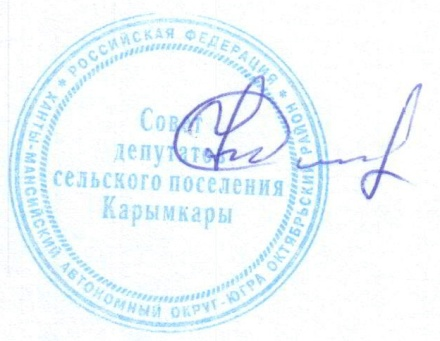 * РОССИЙСКАЯ ФЕДЕРАЦИЯ * ХАНТЫ-МАНСИЙСКИЙ АВТОНОМНЫЙ ОКРУГ-ЮГРА ОКТЯБРЬСКИЙ РАЙОН
Совет
депутатов
сельского поселения
Карымкары